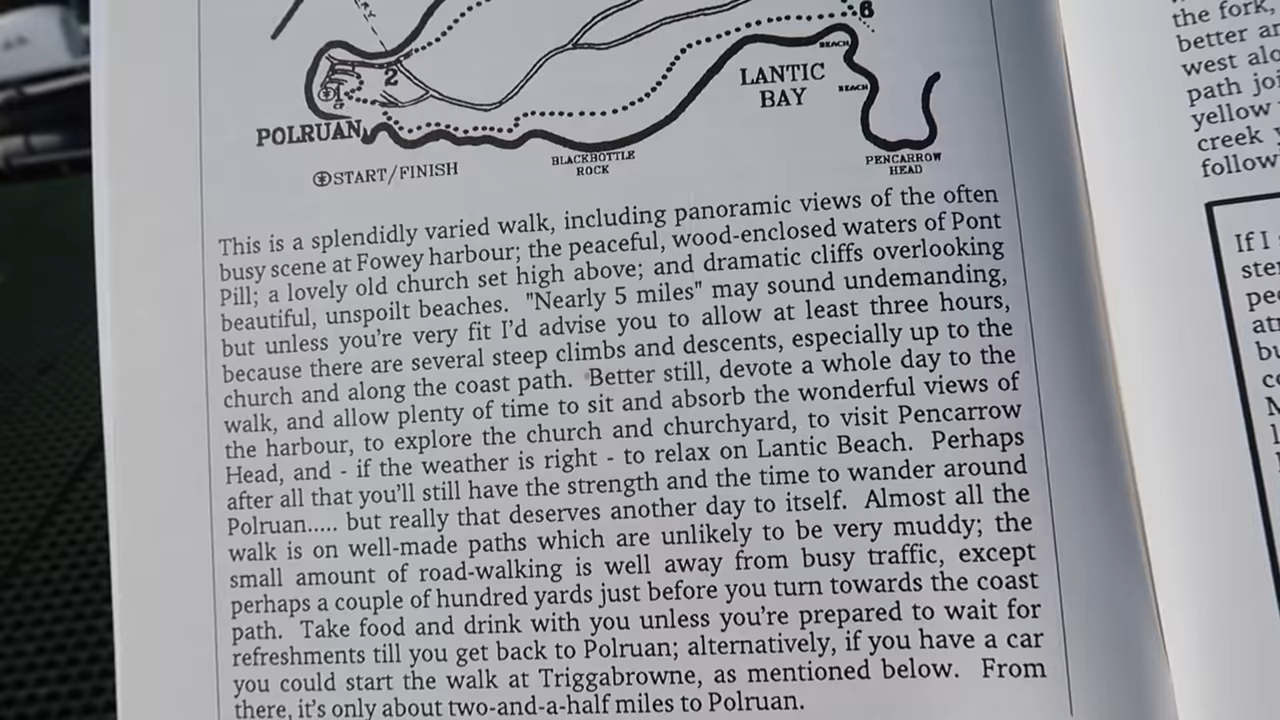 6
BEACH
LANTIC
BAY
BEACH
2
POLRUAN
START/FINISH
BLACKBOTTLE
ROCK
PENCARROW
HEAD
This is a splendidly varied walk, including panoramic views of the often
busy scene at Fowey harbour; the peaceful, wood-enclosed waters of Pont
Pill; a lovely old church set high above; and dramatic cliffs overlooking
beautiful, unspoilt beaches. "Nearly 5 miles" may sound undemanding,
but unless you're very fit I'd advise you to allow at least three hours,
because there are several steep climbs and descents, especially up to the
church and along the coast path. Better still, devote a whole day to the
walk, and allow plenty of time to sit and absorb the wonderful views of
the harbour, to explore the church and churchyard, to visit Pencarrow
Head, and - if the weather is right - to relax on Lantic Beach. Perhaps
after all that you'll still have the strength and the time to wander around
Polruan..... but really that deserves another day to itself. Almost all the
walk is on well-made paths which are unlikely to be very muddy; the
small amount of road-walking is well away from busy traffic, except
perhaps a couple of hundred yards just before you turn towards the coast
path. Take food and drink with you unless you're prepared to wait for
refreshments till you get back to Polruan; alternatively, if you have a car
you could start the walk at Triggabrowne, as mentioned below. From
there, it's only about two-and-a-half miles to Polruan.
the fork,
better
west
path
yellow
creek
If I